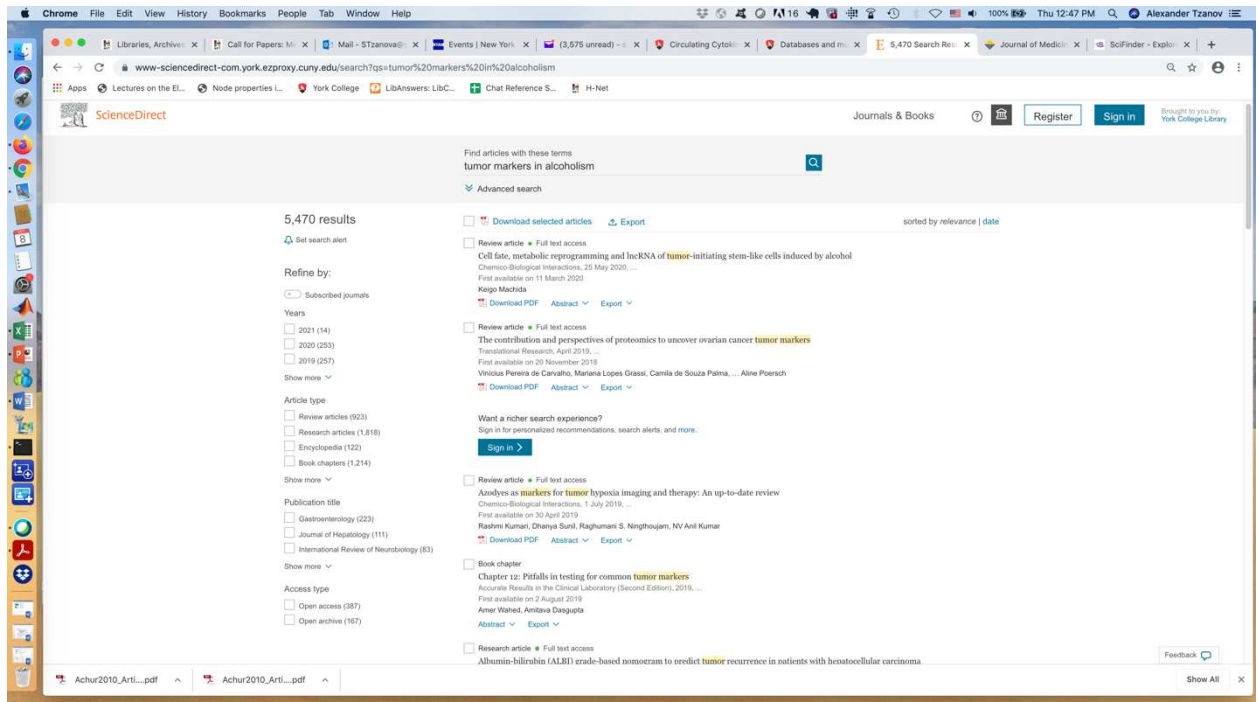 Chrome File Edit View History Bookmarks People Tab Window Help
16 100% Thu 12:47 PM Alexander Tzanov
Libraries, Archive Call for Papers: M Mail - STzanova@ Events | New York (3,575 unread) - Circulating Cytoki Databases and m 5,470 Search Res Journal of Medicin SciFinder - Explor
www-sciencedirect-com.york.ezproxy.cuny.edu/search?qs=tumor%20markers%20in%20alcoholism
Apps Lectures on the El... Node properties i... York College LibAnswers: LibC... Chat Reference S... H-Net
ScienceDirect
Journals & Books Register Sign in
Brought to you by:
York College Library
Find articles with these terms
tumor markers in alcoholism
Advanced search
5,470 results
Set search alert
Refine by:
Subscribed journals
Years
2021 (14)
2020 (253)
2019 (257)
Show more
Article type
Review articles (923)
Research articles (1,818)
Encyclopedia (122)
Book chapters (1,214)
Show more
Publication title
Gastroenterology (223)
Journal of Hepatology (111)
International Review of Neurobiology (83)
Show more
Access type
Open access (387)
Open archive (167)
Download selected articles Export
sorted by relevance | date
Review article Full text access
Cell fate, metabolic reprogramming and lncRNA of tumor-initiating stem-like cells induced by alcohol
Chemico-Biological Interactions, 25 May 2020, ...
First available on 11 March 2020
Keigo Machida
Download PDF Abstract Export
Review article Full text access
The contribution and perspectives of proteomics to uncover ovarian cancer tumor markers
Translational Research, April 2019, ...
First available on 20 November 2018
Vinicius Pereira de Carvalho, Mariana Lopes Grassi, Camila de Souza Palma, ... Aline Poersch
Download PDF Abstract Export
Want a richer search experience?
Sign in for personalized recommendations, search alerts, and more.
Sign in
Review article Full text access
Azodyes as markers for tumor hypoxia imaging and therapy: An up-to-date review
Chemico-Biological Interactions, 1 July 2019, ...
First available on 30 April 2019
Rashmi Kumari, Dhanya Sunil, Raghumani S. Ningthoujam, NV Anil Kumar
Download PDF Abstract Export
Book chapter
Chapter 12: Pitfalls in testing for common tumor markers
Accurate Results in the Clinical Laboratory (Second Edition), 2019, ...
First available on 2 August 2019
Amer Wahed, Amitava Dasgupta
Abstract Export
Research article Full text access
Albumin-bilirubin (ALBI) grade-based nomogram to predict tumor recurrence in patients with hepatocellular carcinoma
Feedback
Achur2010_Arti....pdf Achur2010_Arti....pdf Show All